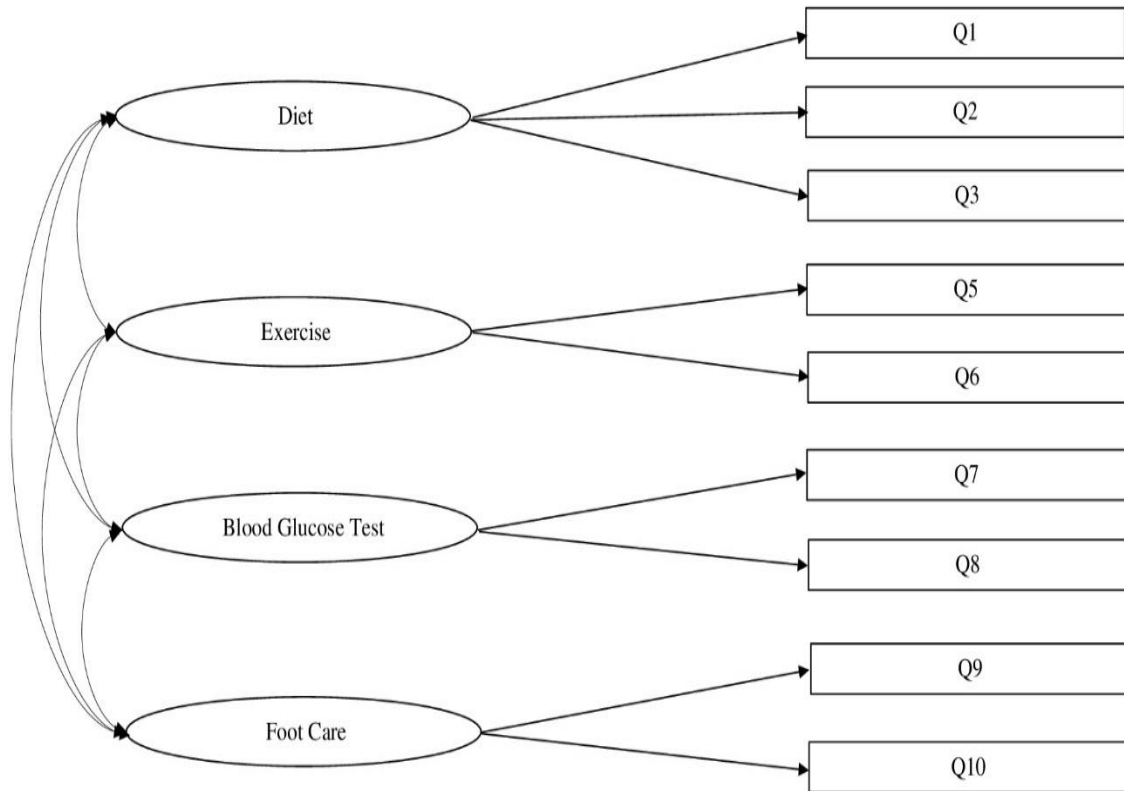 Q1
Diet
Q2
Q3
Q5
Exercise
Q6
Q7
Blood Glucose Test
Q8
Q9
Foot Care
Q10